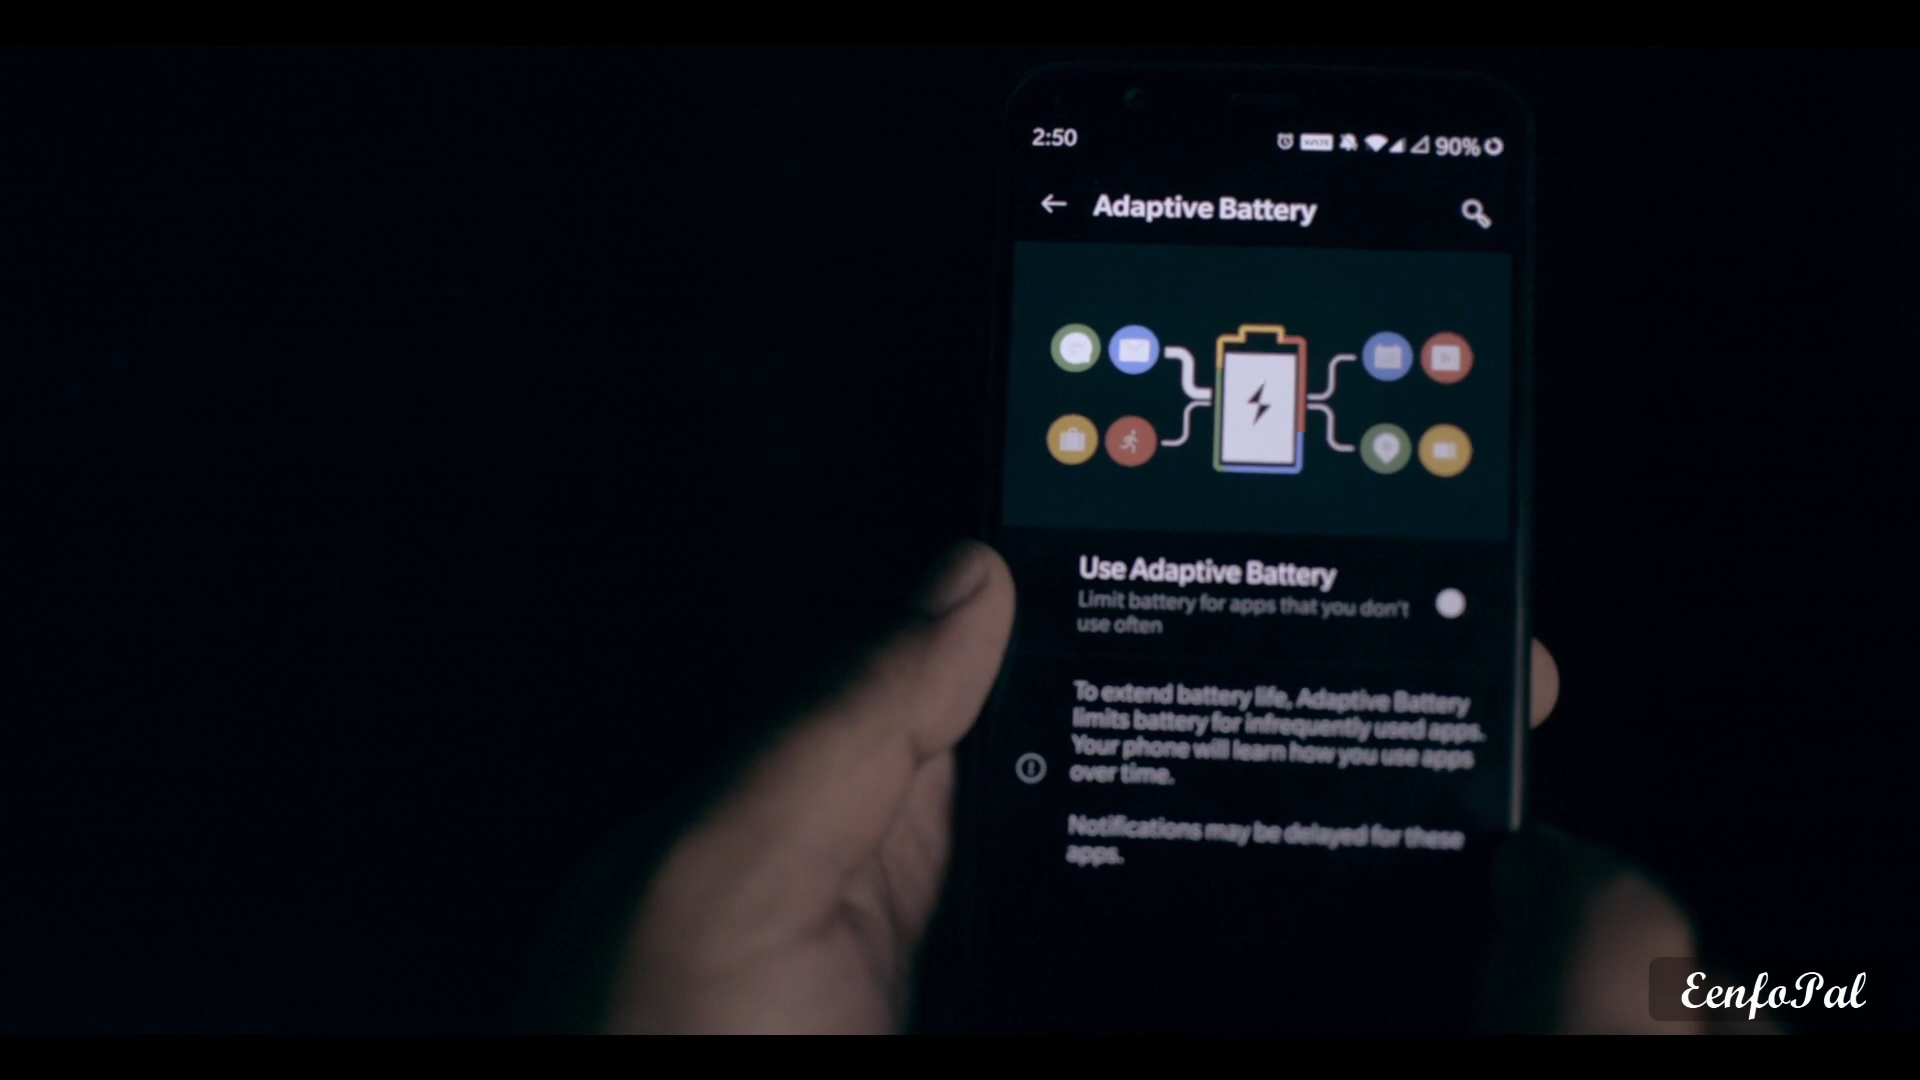 2:50
90%
Adaptive Battery
Use Adaptive Battery
Limit battery for apps that you don't
use often
To extend battery life, Adaptive Battery
limits battery for infrequently used apps.
Your phone will learn how you use apps
over time.
Notifications may be delayed for these
apps.
EenfoPal